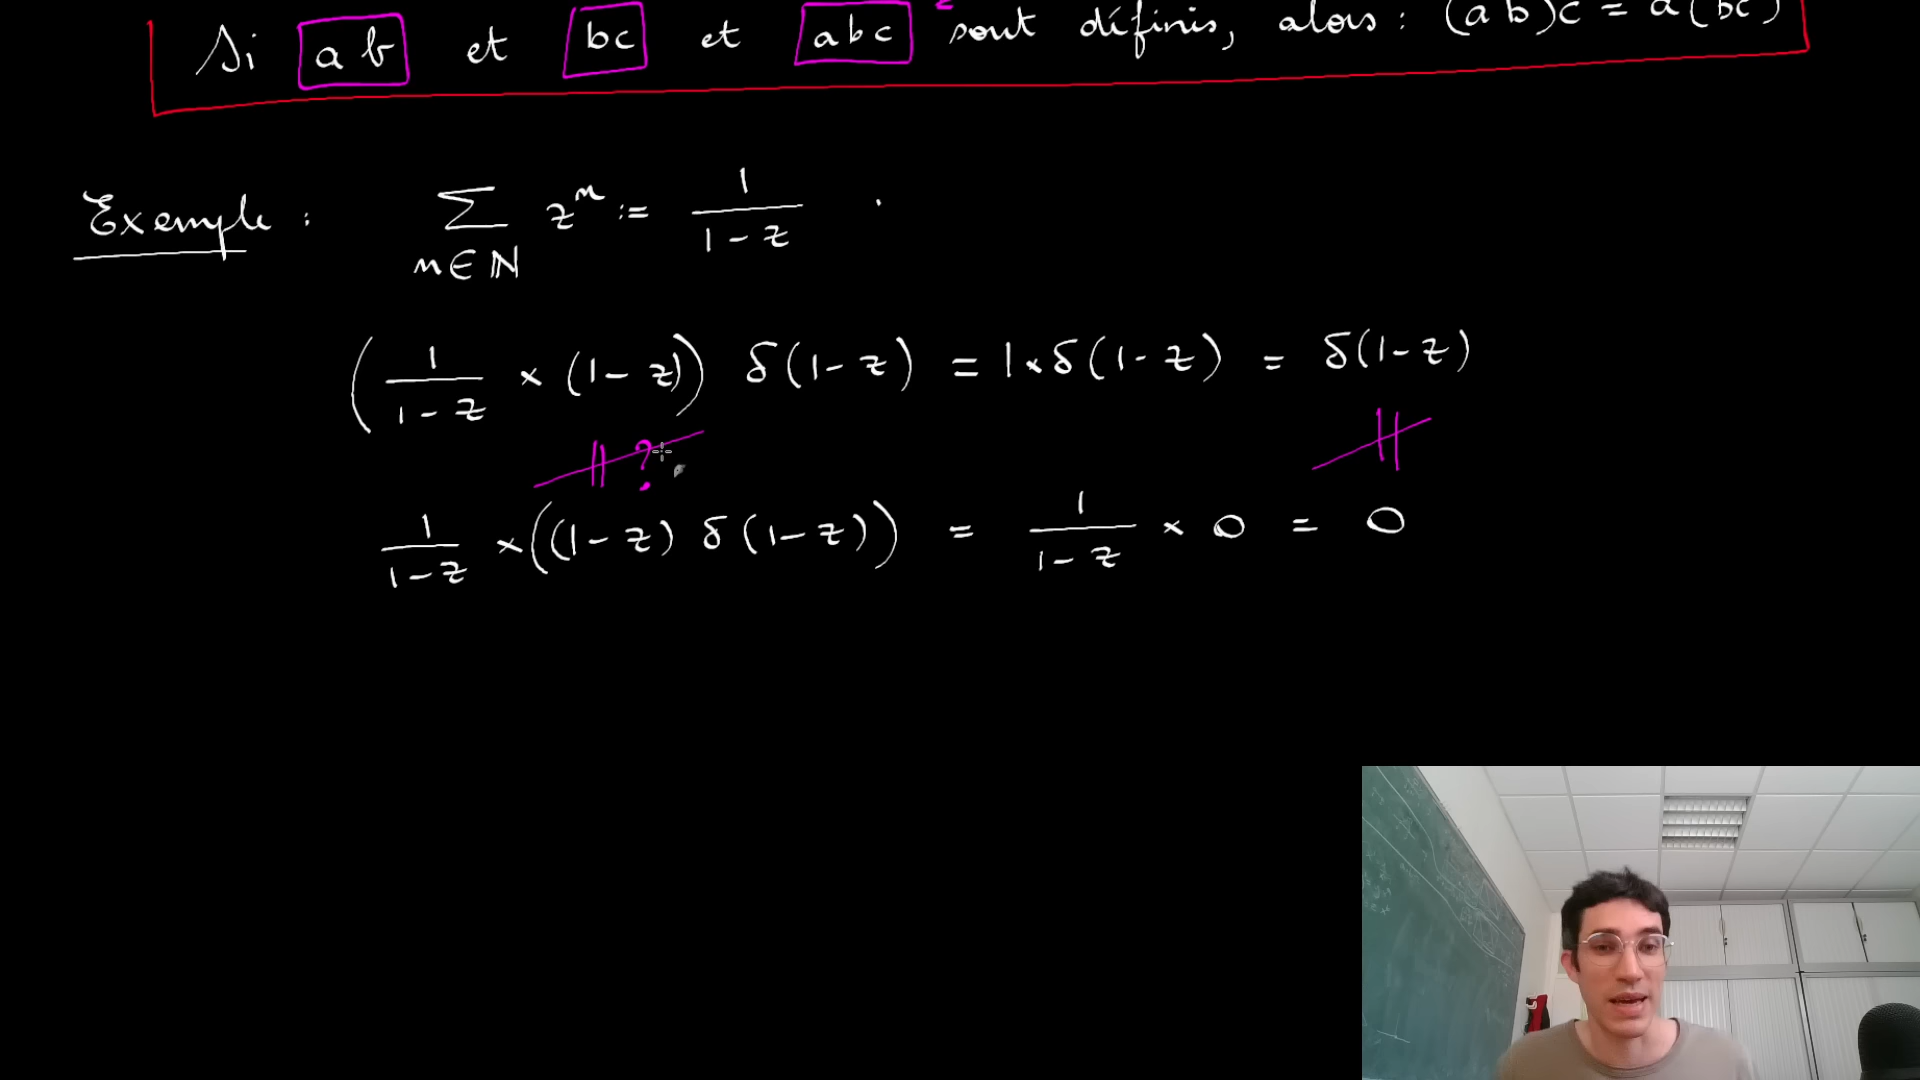 Si ab et bc et abc sont définis, alors : (ab)c = a(bc)
Exemple : ∑_{n∈ℕ} z^n := 1/(1-z) .
(1/(1-z) × (1-z)) δ(1-z) = 1×δ(1-z) = δ(1-z)
≠ ? ≠
1/(1-z) × ((1-z) δ(1-z)) = 1/(1-z) × 0 = 0